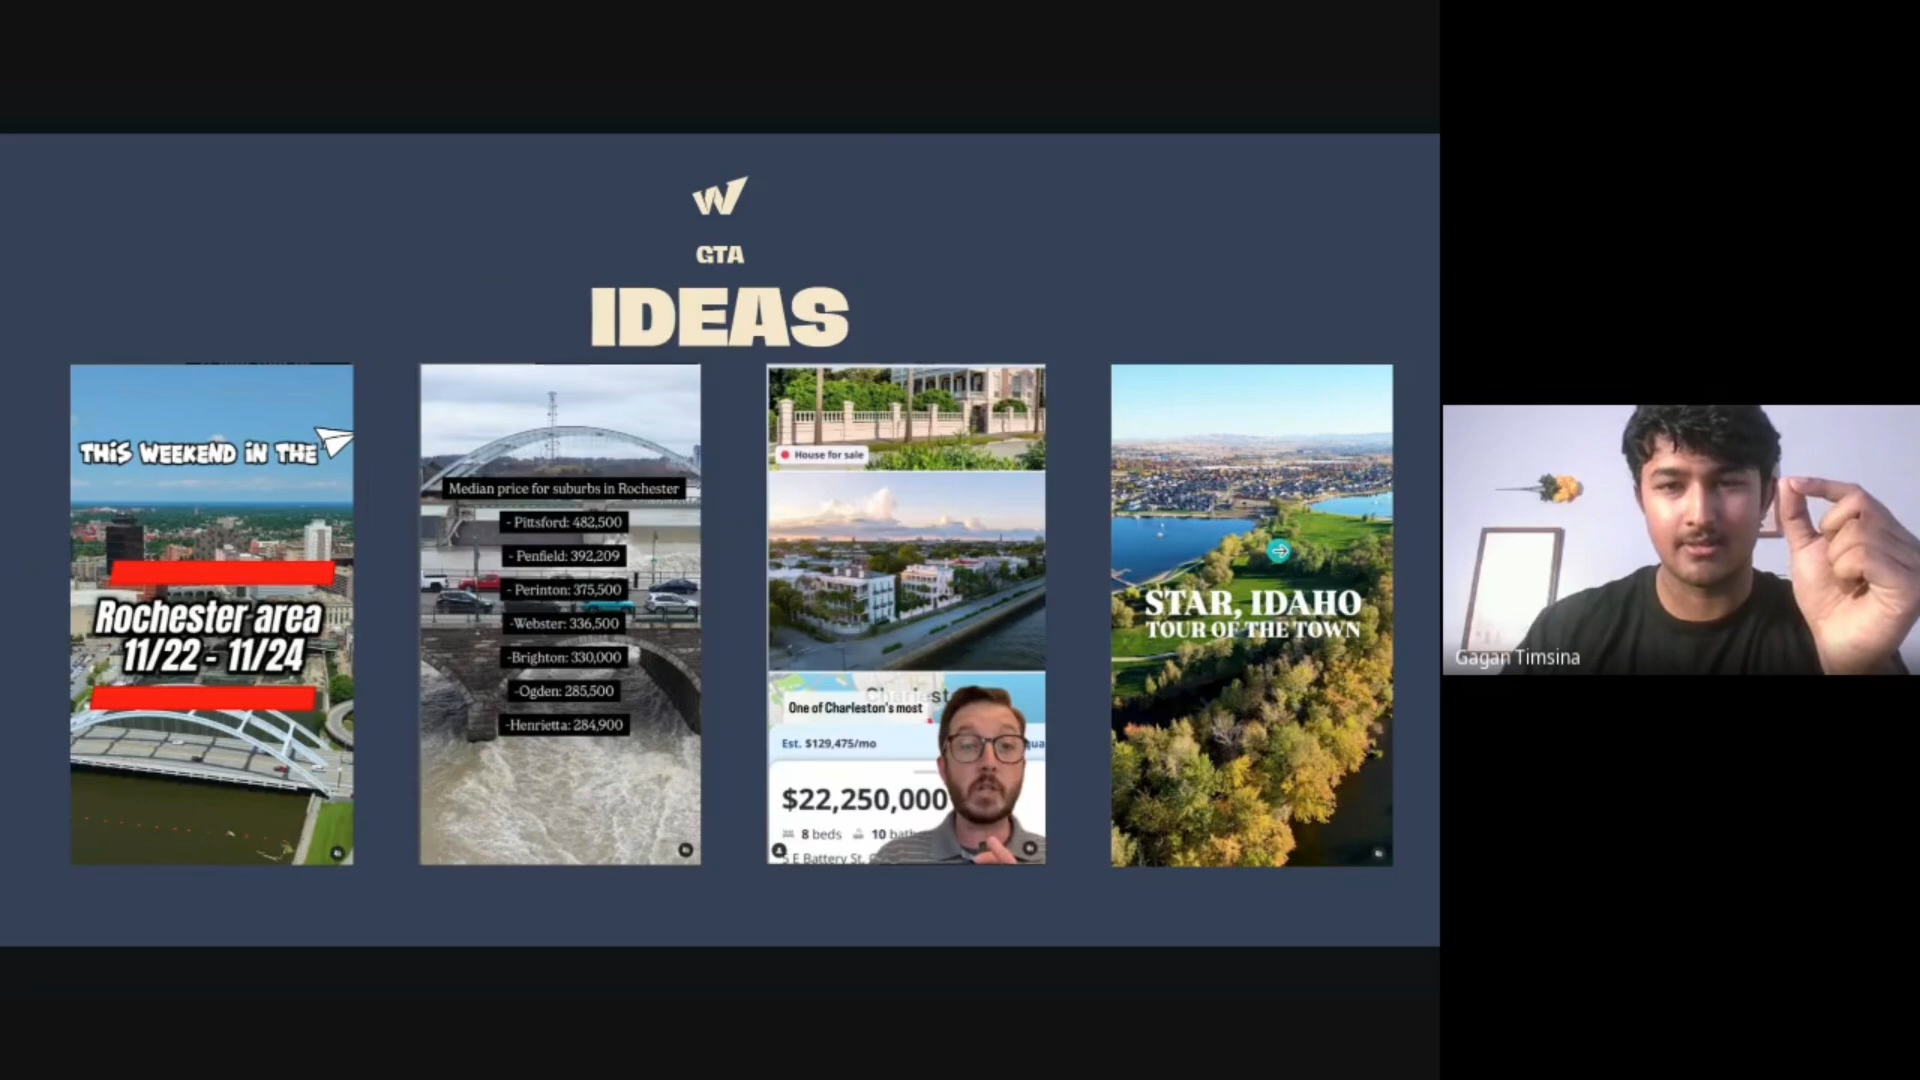 W
GTA
IDEAS
THIS WEEKEND IN THE
Rochester area
11/22 - 11/24
Median price for suburbs in Rochester
- Pittsford: 482,500
- Penfield: 392,209
- Perinton: 375,500
-Webster: 336,500
-Brighton: 330,000
-Ogden: 285,500
-Henrietta: 284,900
House for sale
One of Charleston's most
Est. $129,475/mo
$22,250,000
8 beds
10 bath
E Battery St,
STAR, IDAHO
TOUR OF THE TOWN
Gagan Timsina